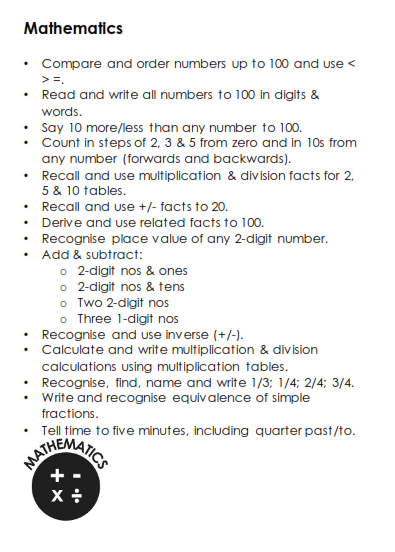 Mathematics
• Compare and order numbers up to 100 and use <
> =.
• Read and write all numbers to 100 in digits &
words.
• Say 10 more/less than any number to 100.
• Count in steps of 2, 3 & 5 from zero and in 10s from
any number (forwards and backwards).
• Recall and use multiplication & division facts for 2,
5 & 10 tables.
• Recall and use +/- facts to 20.
• Derive and use related facts to 100.
• Recognise place value of any 2-digit number.
• Add & subtract:
o 2-digit nos & ones
o 2-digit nos & tens
o Two 2-digit nos
o Three 1-digit nos
• Recognise and use inverse (+/-).
• Calculate and write multiplication & division
calculations using multiplication tables.
• Recognise, find, name and write 1/3; 1/4; 2/4; 3/4.
• Write and recognise equivalence of simple
fractions.
• Tell time to five minutes, including quarter past/to.
MATHEMATICS
+ -
x ÷